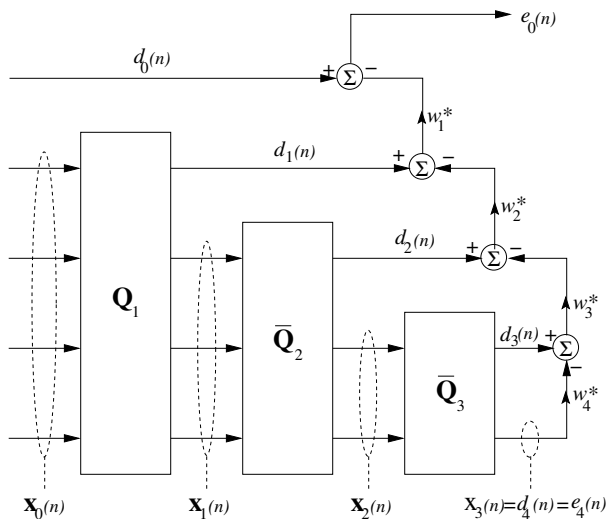 e₀(n)
d₀(n)
+ Σ −
w₁*
d₁(n)
+ Σ −
w₂*
d₂(n)
+ Σ −
Q₁
Q̄₂
w₃*
d₃(n)
+ Σ
−
Q̄₃
w₄*
x₀(n) x₁(n) x₂(n) x₃(n)=d₄(n)=e₄(n)